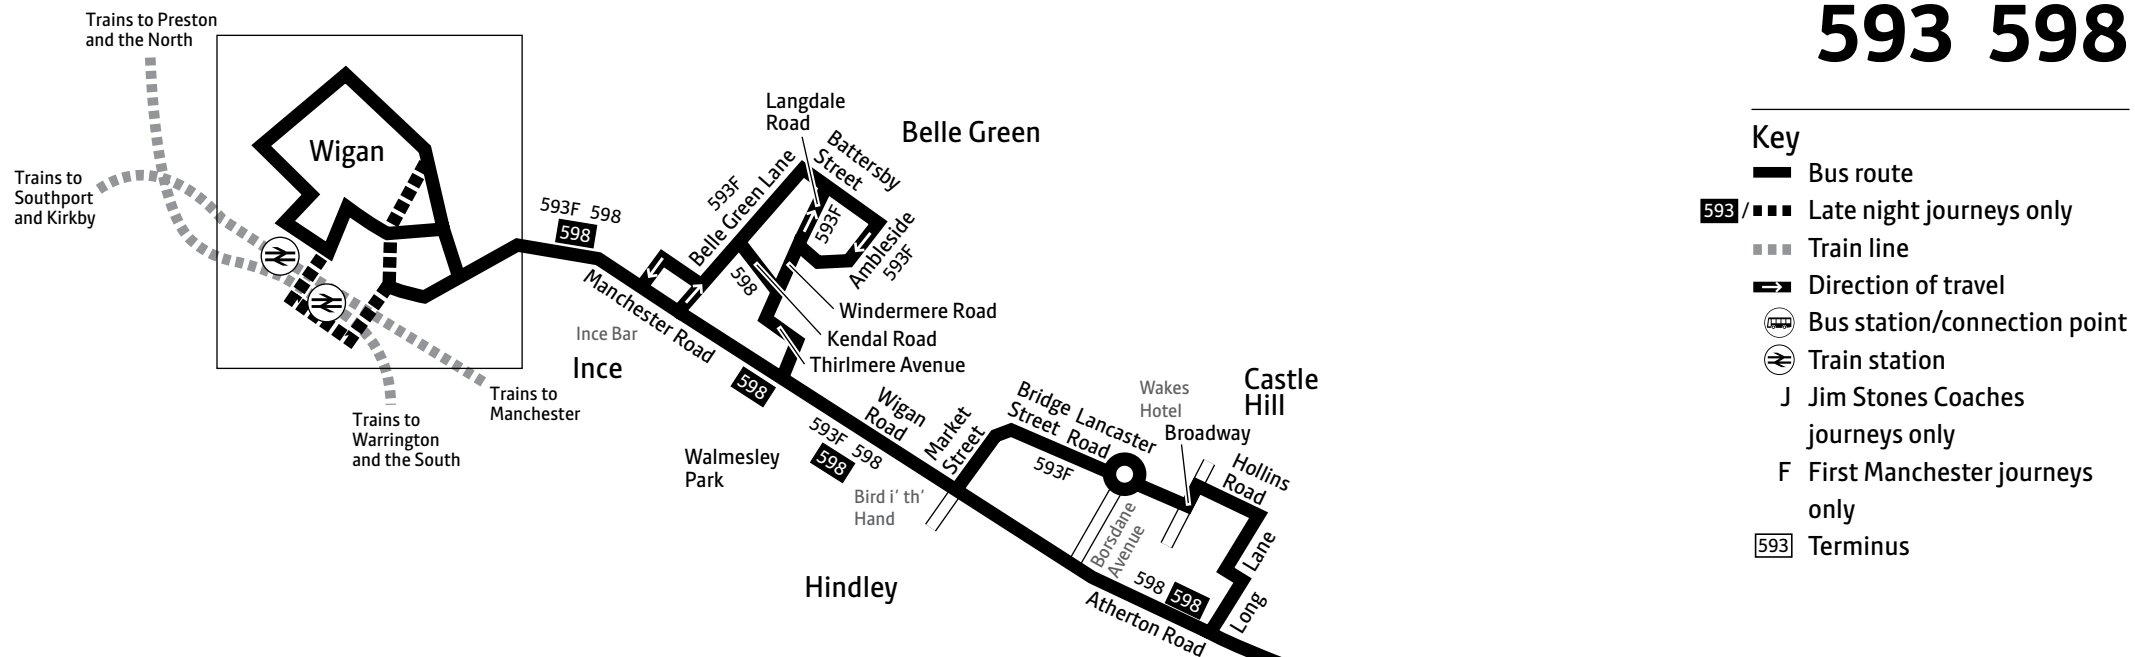 Trains to Preston
and the North
Trains to
Southport
and Kirkby
Wigan
Trains to
Manchester
Trains to
Warrington
and the South
593F 598
598
Manchester Road
Ince Bar
Ince
598
593F
Belle Green Lane
Langdale
Road
Battersby
Street
Belle Green
593F
Ambleside
593F
598
Windermere Road
Kendal Road
Thirlmere Avenue
Walmesley
Park
593F 598
598
Wigan
Road
Market
Street
Bird i' th'
Hand
Hindley
Bridge
Street
Lancaster
Road
593F
Wakes
Hotel
Broadway
Castle
Hill
Hollins
Road
Borsdane
Avenue
Long Lane
598 598
Atherton Road
593 598
Key
Bus route
593 / Late night journeys only
Train line
Direction of travel
Bus station/connection point
Train station
J Jim Stones Coaches
journeys only
F First Manchester journeys
only
593 Terminus